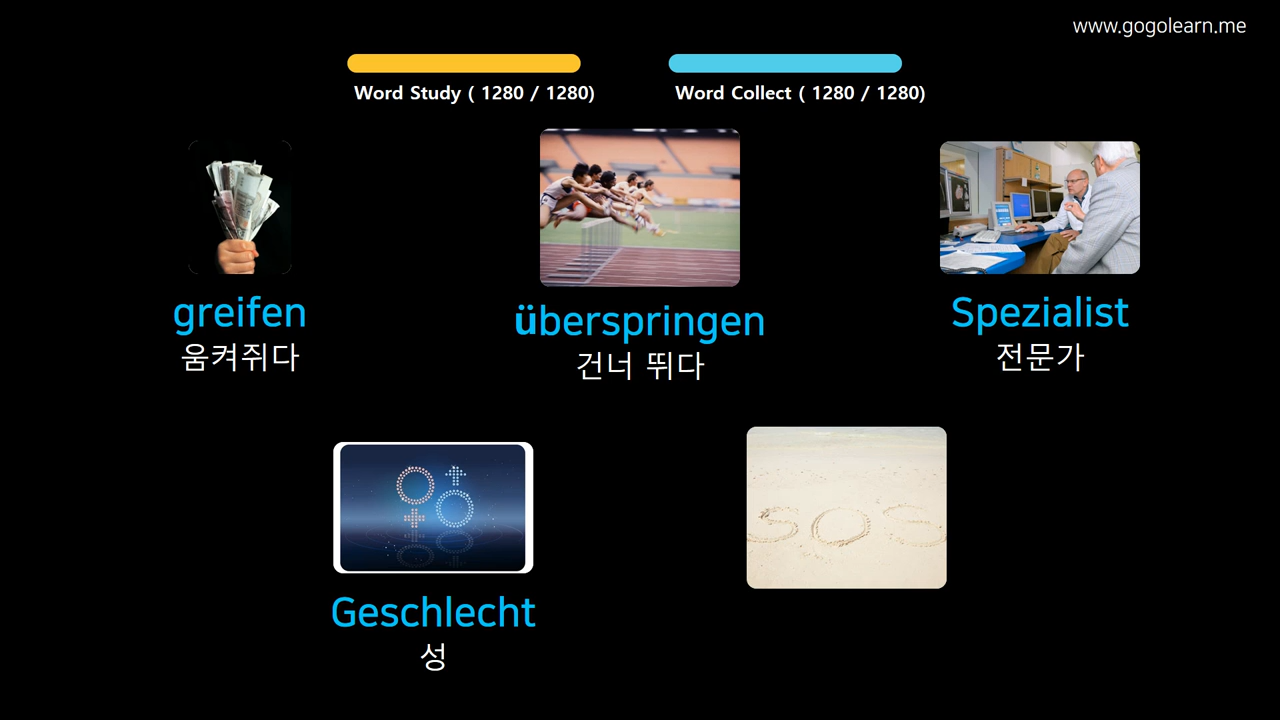 www.gogolearn.me
Word Study ( 1280 / 1280)
Word Collect ( 1280 / 1280)
greifen
움켜쥐다
überspringen
건너 뛰다
Spezialist
전문가
Geschlecht
성
SOS